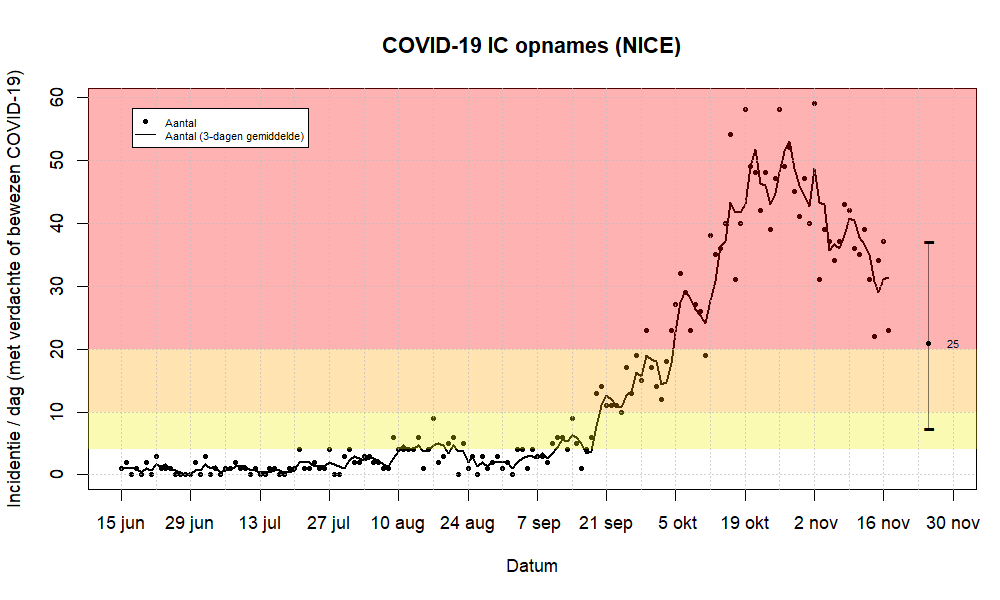 COVID-19 IC opnames (NICE)
Incidentie / dag (met verdachte of bewezen COVID-19)
60
50
40
30
20
10
0
Aantal
Aantal (3-dagen gemiddelde)
25
15 jun 29 jun 13 jul 27 jul 10 aug 24 aug 7 sep 21 sep 5 okt 19 okt 2 nov 16 nov 30 nov
Datum